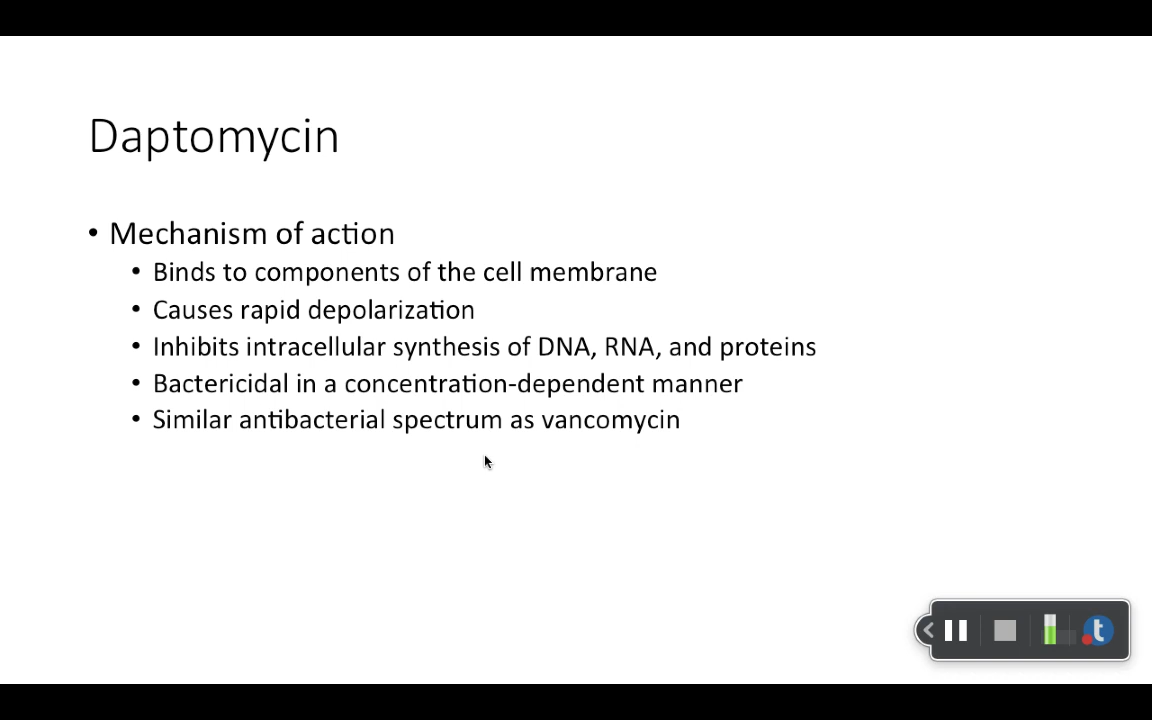 Daptomycin
• Mechanism of action
• Binds to components of the cell membrane
• Causes rapid depolarization
• Inhibits intracellular synthesis of DNA, RNA, and proteins
• Bactericidal in a concentration-dependent manner
• Similar antibacterial spectrum as vancomycin
t